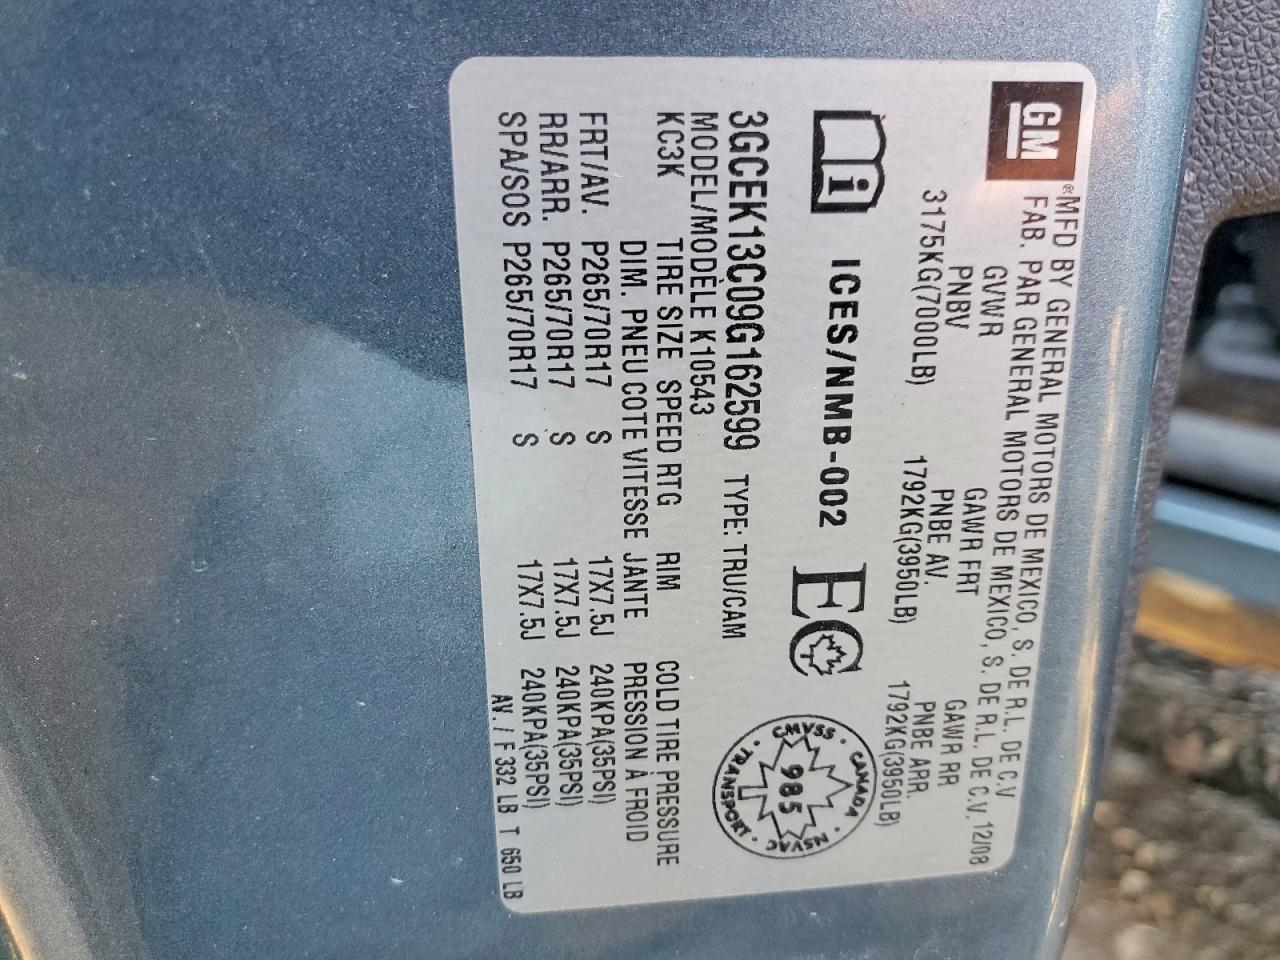 GM
® MFD BY GENERAL MOTORS DE MEXICO, S. DE R.L. DE C.V
FAB. PAR GENERAL MOTORS DE MEXICO, S. DE R.L. DE C.V. 12/08
GVWR GAWR FRT GAWR RR
PNBV PNBE AV. PNBE ARR.
3175KG(7000LB) 1792KG(3950LB) 1792KG(3950LB)
i ICES/NMB-002 EC
CMVSS · CANADA · NSVAC · TRANSPORT ·
985
3GCEK13C09G162599 TYPE: TRU/CAM
MODEL/MODÈLE K10543
KC3K TIRE SIZE SPEED RTG RIM COLD TIRE PRESSURE
DIM. PNEU COTE VITESSE JANTE PRESSION À FROID
FRT/AV. P265/70R17 S 17X7.5J 240KPA(35PSI)
RR/ARR. P265/70R17 S 17X7.5J 240KPA(35PSI)
SPA/SOS P265/70R17 S 17X7.5J 240KPA(35PSI)
AV. / F 332 LB T 650 LB